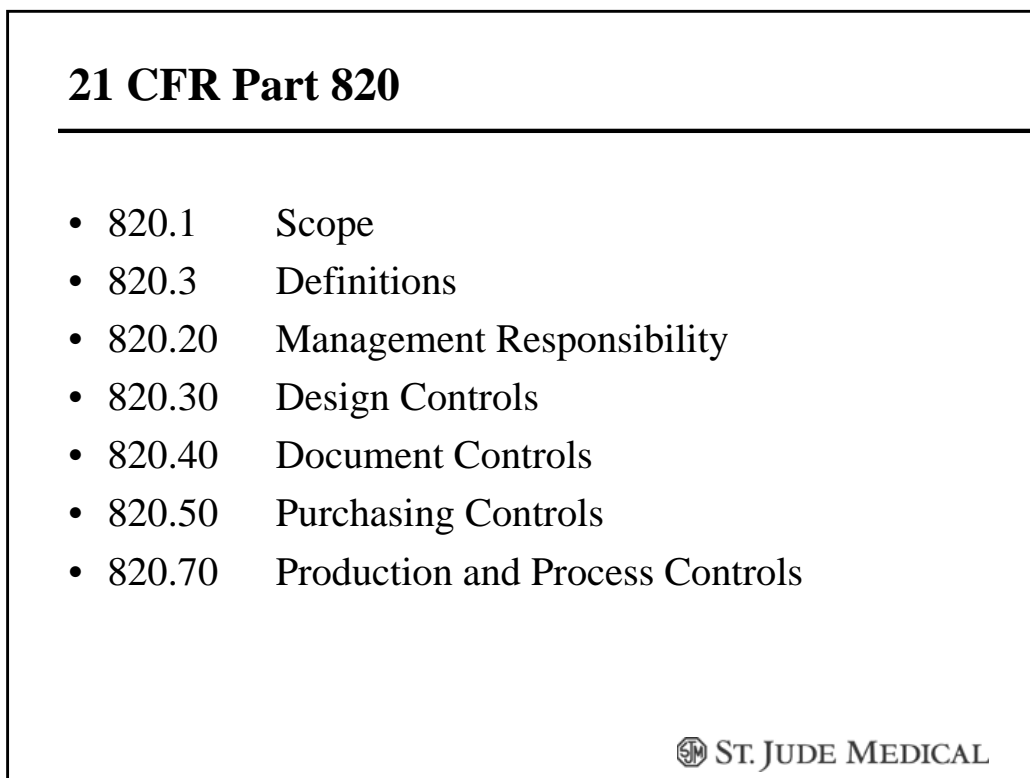 21 CFR Part 820
• 820.1 Scope
• 820.3 Definitions
• 820.20 Management Responsibility
• 820.30 Design Controls
• 820.40 Document Controls
• 820.50 Purchasing Controls
• 820.70 Production and Process Controls
SJM ST. JUDE MEDICAL